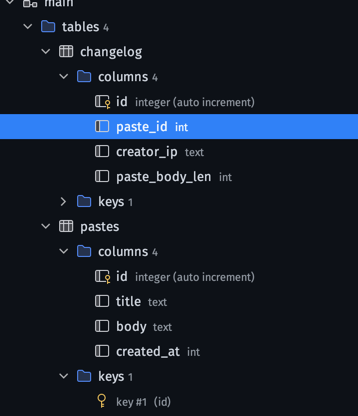 main
tables 4
changelog
columns 4
id integer (auto increment)
paste_id int
creator_ip text
paste_body_len int
keys 1
pastes
columns 4
id integer (auto increment)
title text
body text
created_at int
keys 1
key #1 (id)